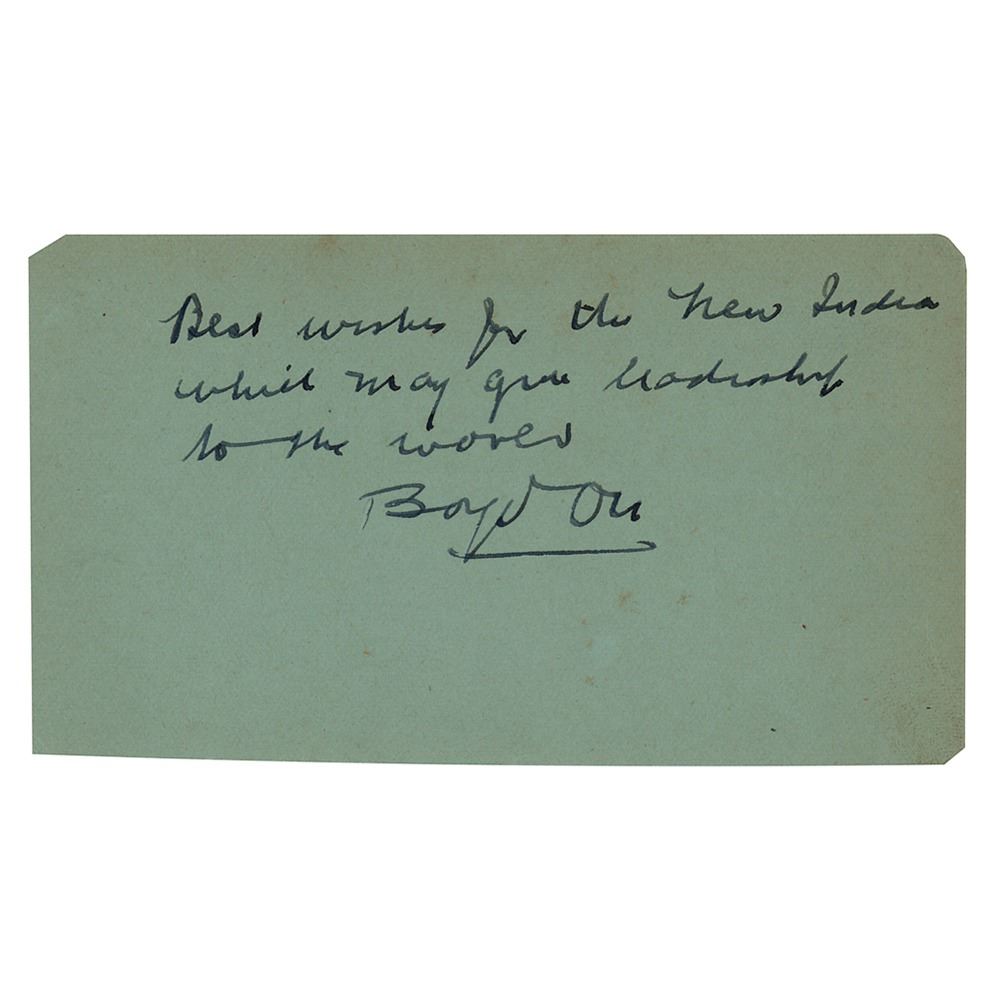 Best wishes for the New India
which may give leadership
to the world
Boyd Orr